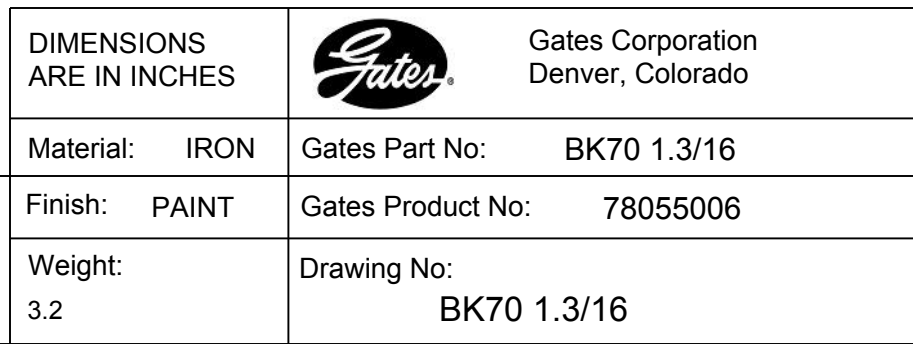 DIMENSIONS
ARE IN INCHES
Gates®
Gates Corporation
Denver, Colorado
Material: IRON
Gates Part No: BK70 1.3/16
Finish: PAINT
Gates Product No: 78055006
Weight:
3.2
Drawing No:
BK70 1.3/16